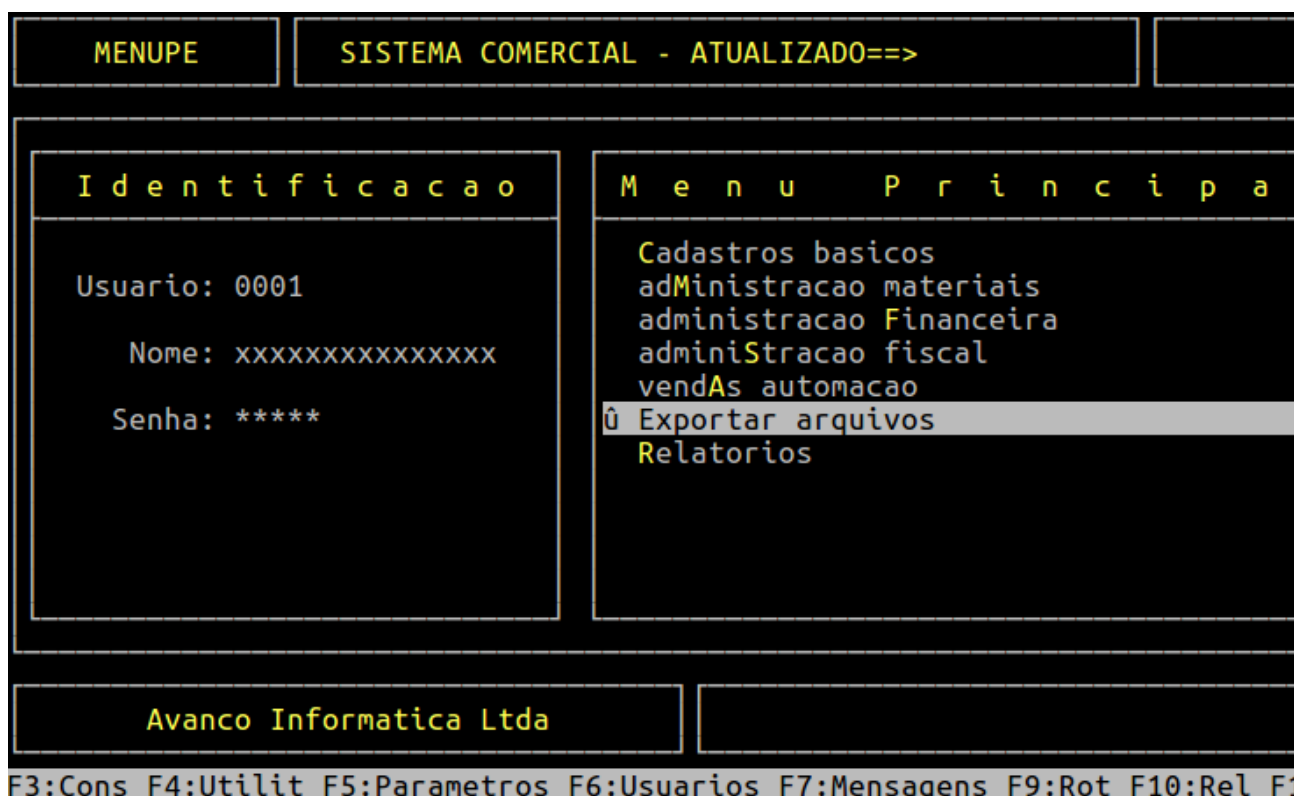 MENUPE
SISTEMA COMERCIAL - ATUALIZADO==>
I d e n t i f i c a c a o
Usuario: 0001
Nome: xxxxxxxxxxxxxxx
Senha: *****
M e n u P r i n c i p a
Cadastros basicos
adMinistracao materiais
administracao Financeira
adminiStracao fiscal
vendAs automacao
û Exportar arquivos
Relatorios
Avanco Informatica Ltda
F3:Cons F4:Utilit F5:Parametros F6:Usuarios F7:Mensagens F9:Rot F10:Rel